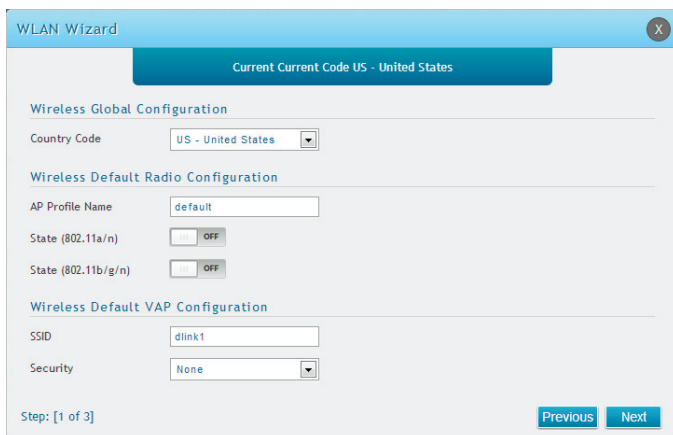 WLAN Wizard
X
Current Current Code US - United States
Wireless Global Configuration
Country Code US - United States
Wireless Default Radio Configuration
AP Profile Name default
State (802.11a/n) OFF
State (802.11b/g/n) OFF
Wireless Default VAP Configuration
SSID dlink1
Security None
Step: [1 of 3] Previous Next